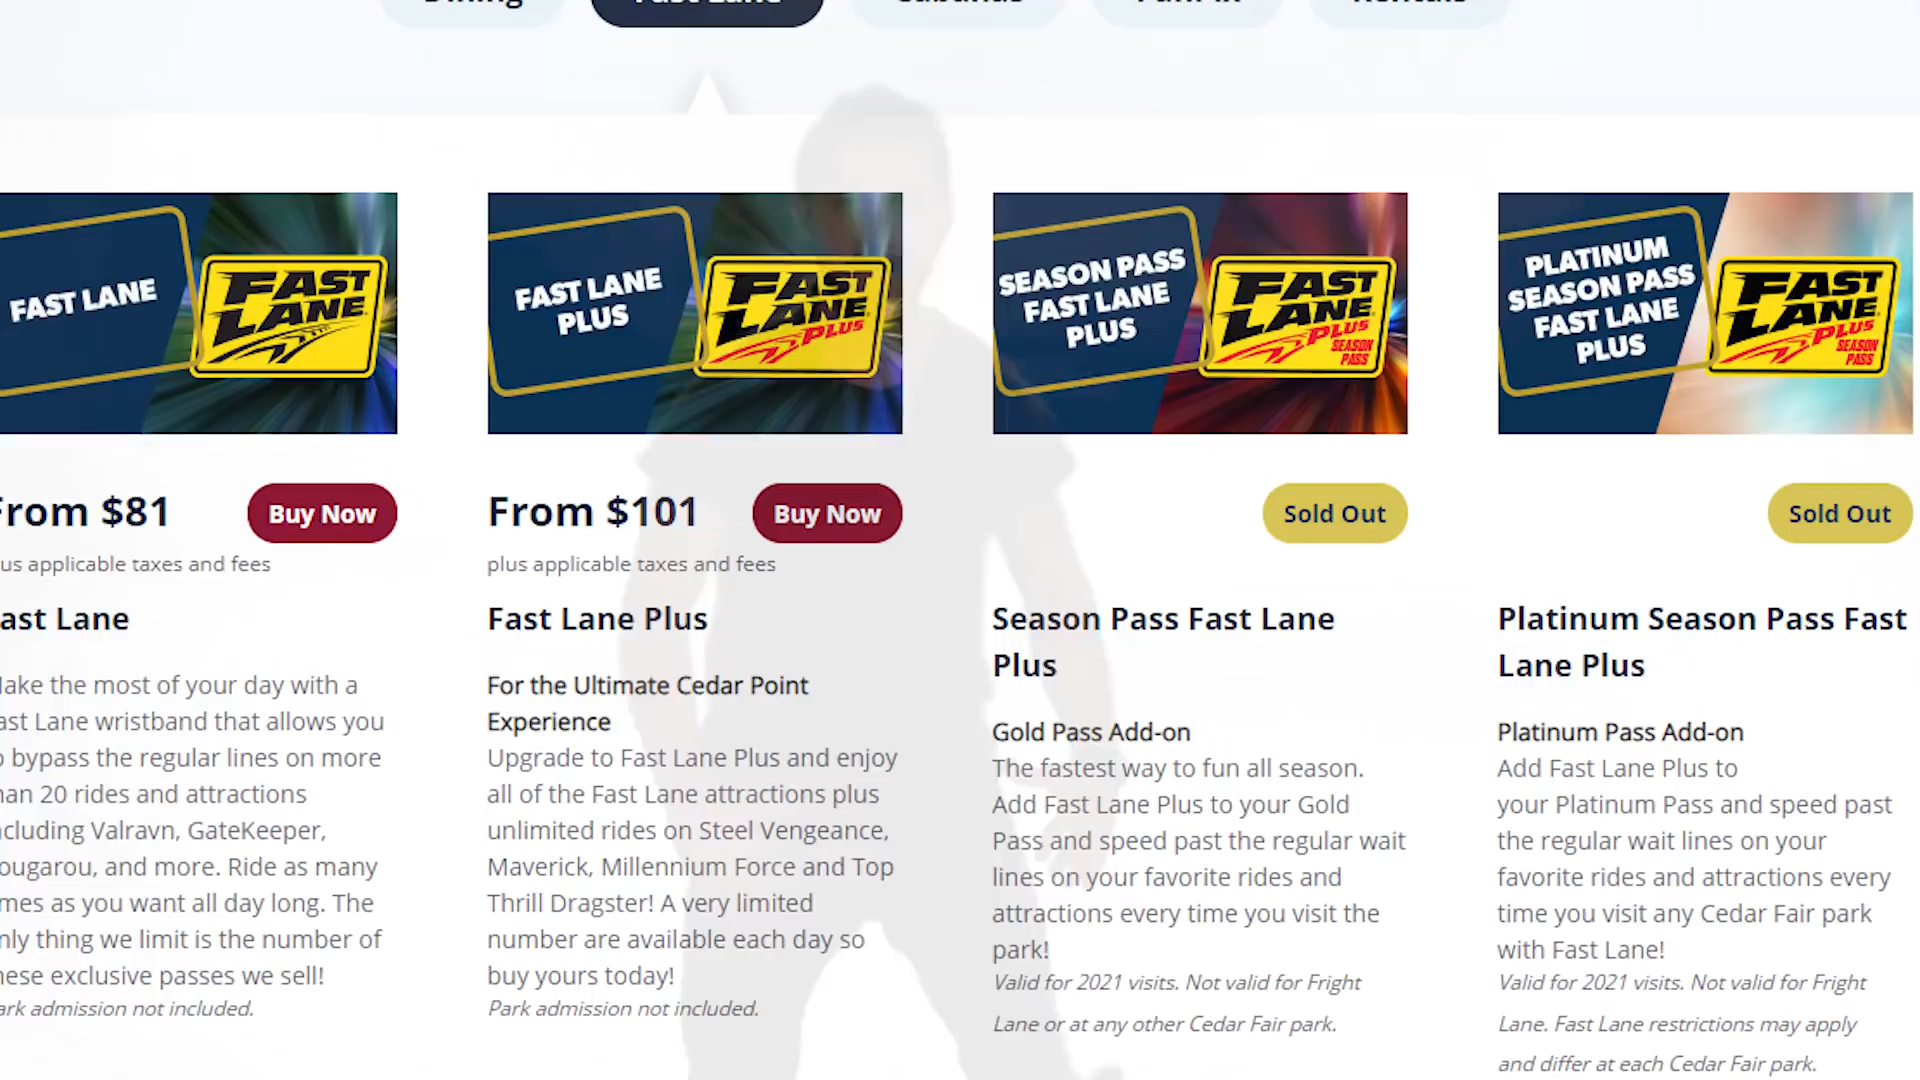 Dining Fast Lane Cabanas FunPix Rentals
FAST LANE
FAST LANE
FAST LANE
PLUS
FAST LANE PLUS
SEASON PASS
FAST LANE
PLUS
FAST LANE PLUS SEASON PASS
PLATINUM
SEASON PASS
FAST LANE
PLUS
FAST LANE PLUS SEASON PASS
From $81 Buy Now
us applicable taxes and fees
ast Lane
ake the most of your day with a
ast Lane wristband that allows you
o bypass the regular lines on more
an 20 rides and attractions
cluding Valravn, GateKeeper,
ougarou, and more. Ride as many
mes as you want all day long. The
nly thing we limit is the number of
hese exclusive passes we sell!
ark admission not included.
From $101 Buy Now
plus applicable taxes and fees
Fast Lane Plus
For the Ultimate Cedar Point
Experience
Upgrade to Fast Lane Plus and enjoy
all of the Fast Lane attractions plus
unlimited rides on Steel Vengeance,
Maverick, Millennium Force and Top
Thrill Dragster! A very limited
number are available each day so
buy yours today!
Park admission not included.
Sold Out
Season Pass Fast Lane
Plus
Gold Pass Add-on
The fastest way to fun all season.
Add Fast Lane Plus to your Gold
Pass and speed past the regular wait
lines on your favorite rides and
attractions every time you visit the
park!
Valid for 2021 visits. Not valid for Fright
Lane or at any other Cedar Fair park.
Sold Out
Platinum Season Pass Fast
Lane Plus
Platinum Pass Add-on
Add Fast Lane Plus to
your Platinum Pass and speed past
the regular wait lines on your
favorite rides and attractions every
time you visit any Cedar Fair park
with Fast Lane!
Valid for 2021 visits. Not valid for Fright
Lane. Fast Lane restrictions may apply
and differ at each Cedar Fair park.